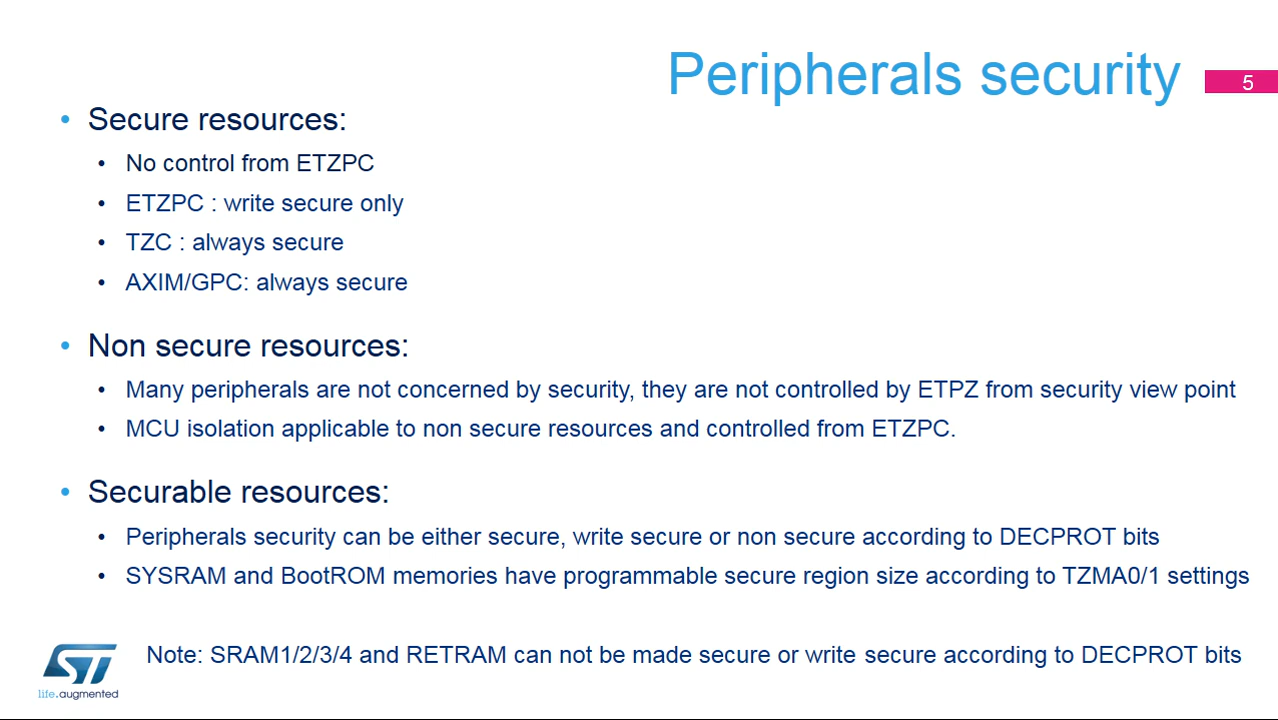 Peripherals security
5
• Secure resources:
• No control from ETZPC
• ETZPC : write secure only
• TZC : always secure
• AXIM/GPC: always secure
• Non secure resources:
• Many peripherals are not concerned by security, they are not controlled by ETPZ from security view point
• MCU isolation applicable to non secure resources and controlled from ETZPC.
• Securable resources:
• Peripherals security can be either secure, write secure or non secure according to DECPROT bits
• SYSRAM and BootROM memories have programmable secure region size according to TZMA0/1 settings
Note: SRAM1/2/3/4 and RETRAM can not be made secure or write secure according to DECPROT bits
ST
life.augmented